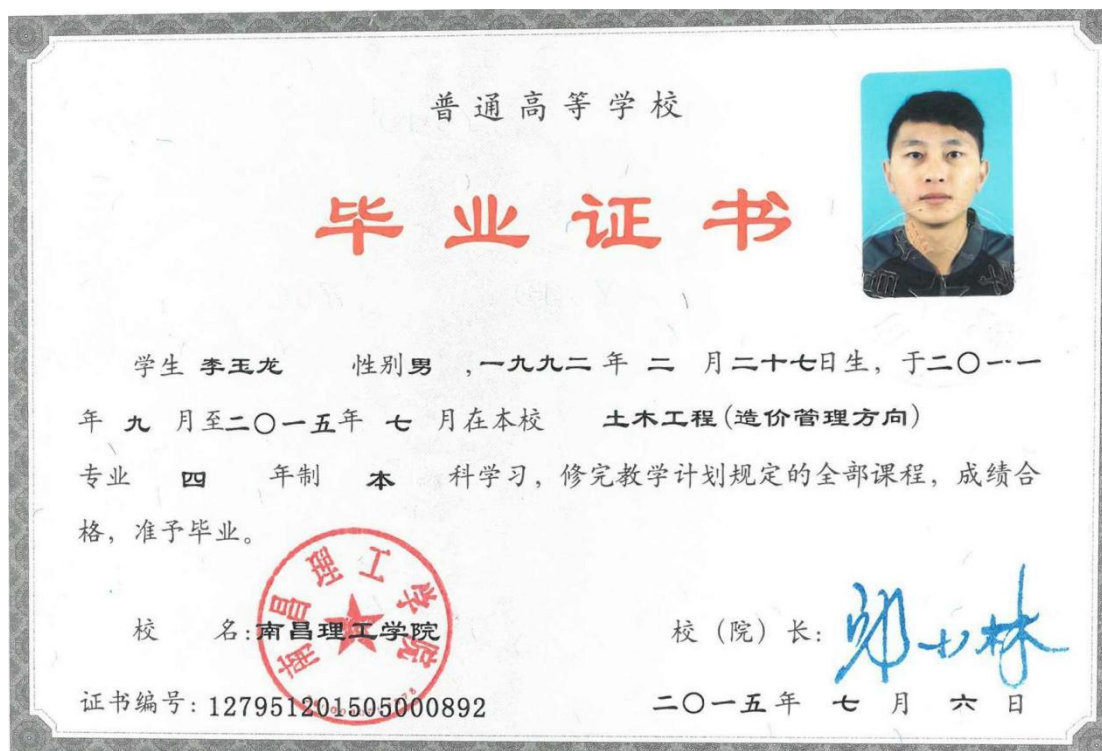 普通高等学校
毕业证书
学生 李玉龙 性别 男 ,一九九二 年 二 月二十七日生，于二〇一一
年 九 月至二〇一五年 七 月在本校 土木工程(造价管理方向)
专业 四 年制 本 科学习，修完教学计划规定的全部课程，成绩合
格，准予毕业。
南昌理工学院
校 名:南昌理工学院 校（院）长:
证书编号: 127951201505000892 二〇一五年 七 月 六 日